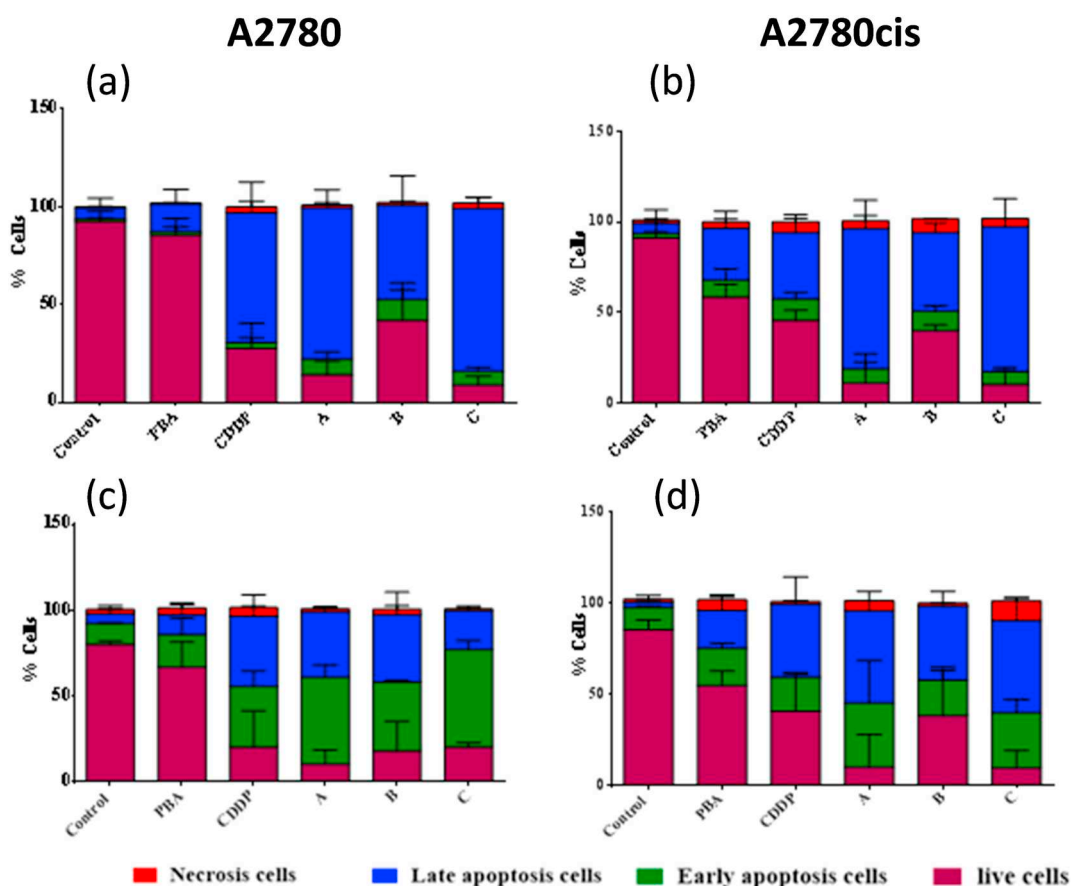 A2780 A2780cis
(a) (b)
150
100
50
0
% Cells
Control PBA CDDP A B C
150
100
50
0
% Cells
Control PBA CDDP A B C
(c) (d)
150
100
50
0
% Cells
Control PBA CDDP A B C
150
100
50
0
% Cells
Control PBA CDDP A B C
Necrosis cells Late apoptosis cells Early apoptosis cells live cells